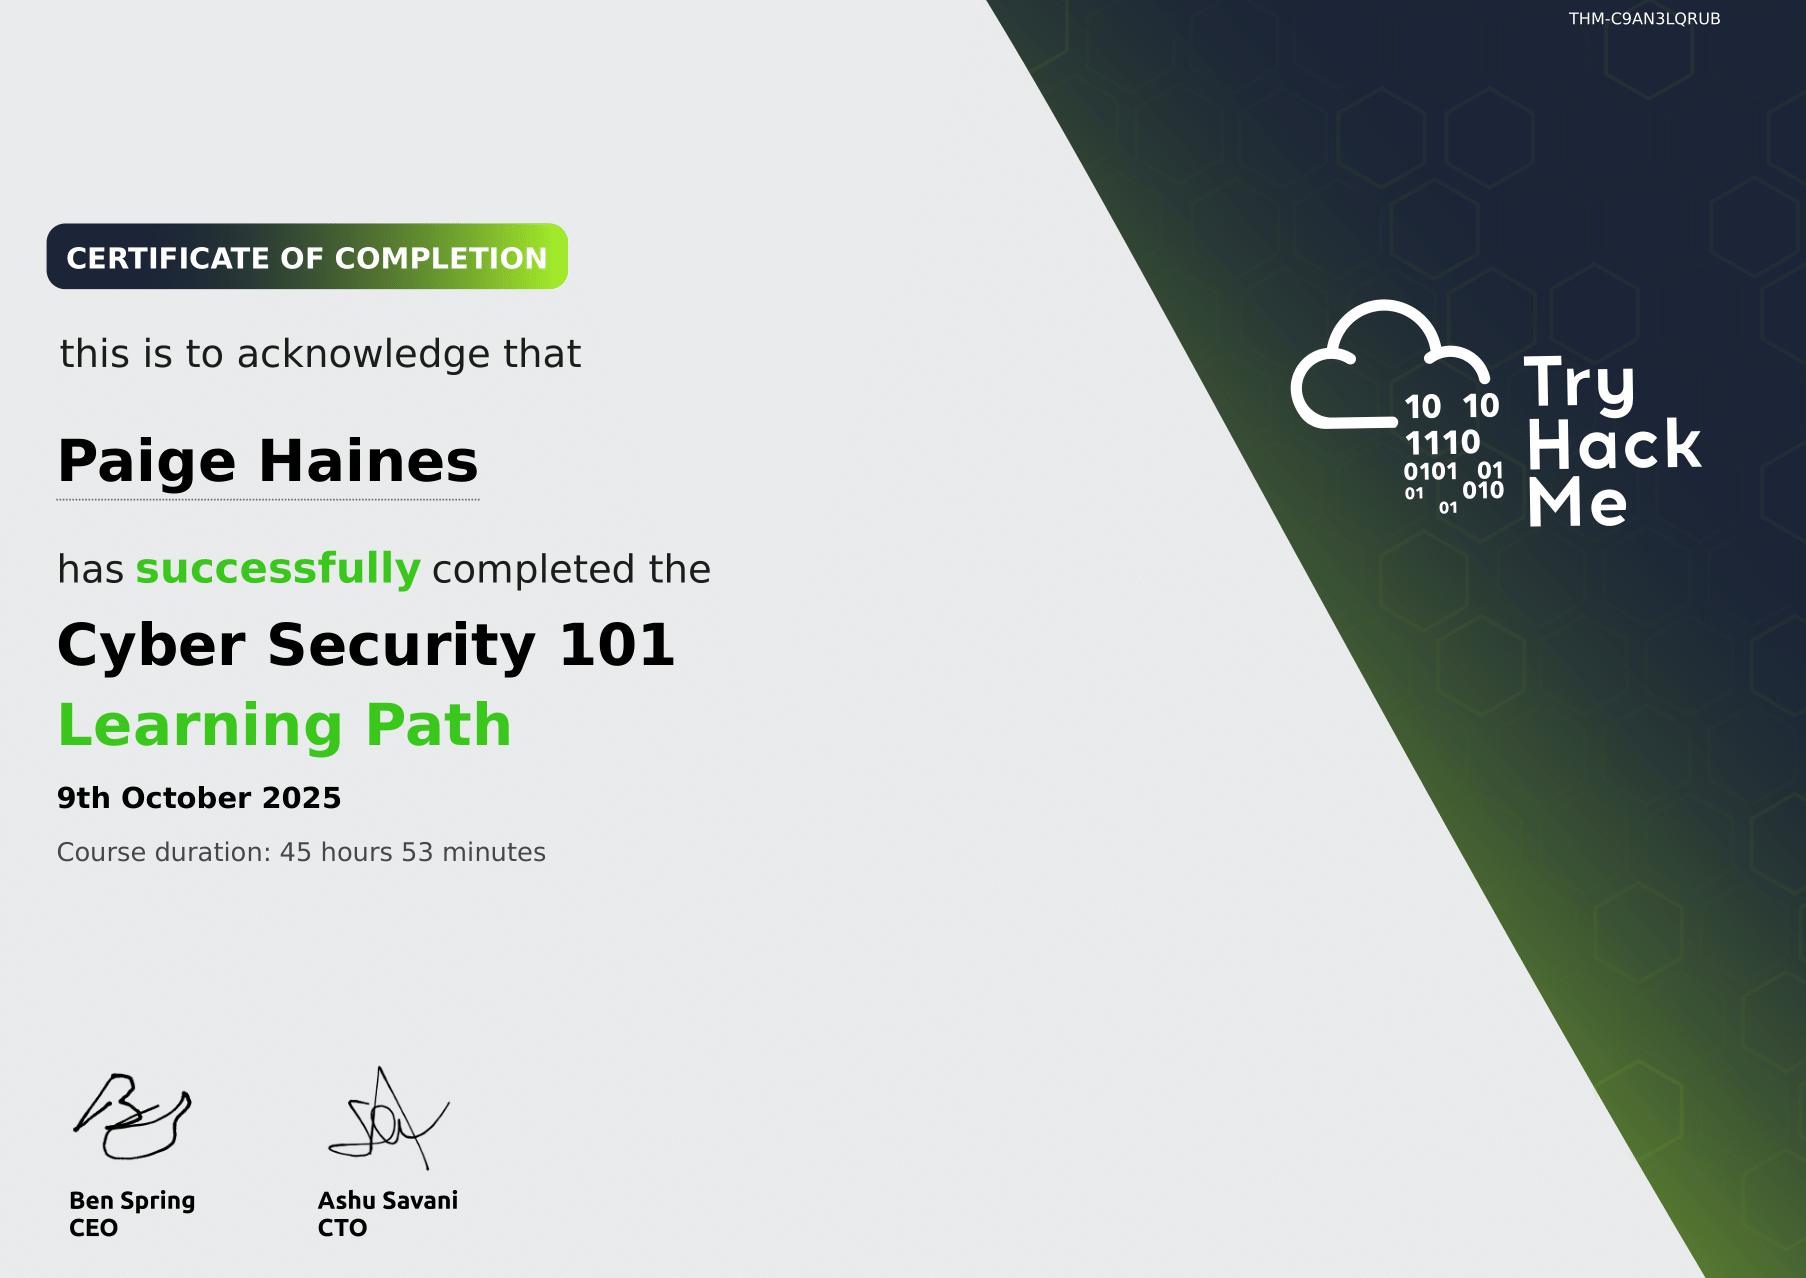 THM-C9AN3LQRUB
CERTIFICATE OF COMPLETION
this is to acknowledge that
Paige Haines
has successfully completed the
Cyber Security 101
Learning Path
9th October 2025
Course duration: 45 hours 53 minutes
10 10
1110
0101 01
01 010
01
Try
Hack
Me
Ben Spring
CEO
Ashu Savani
CTO